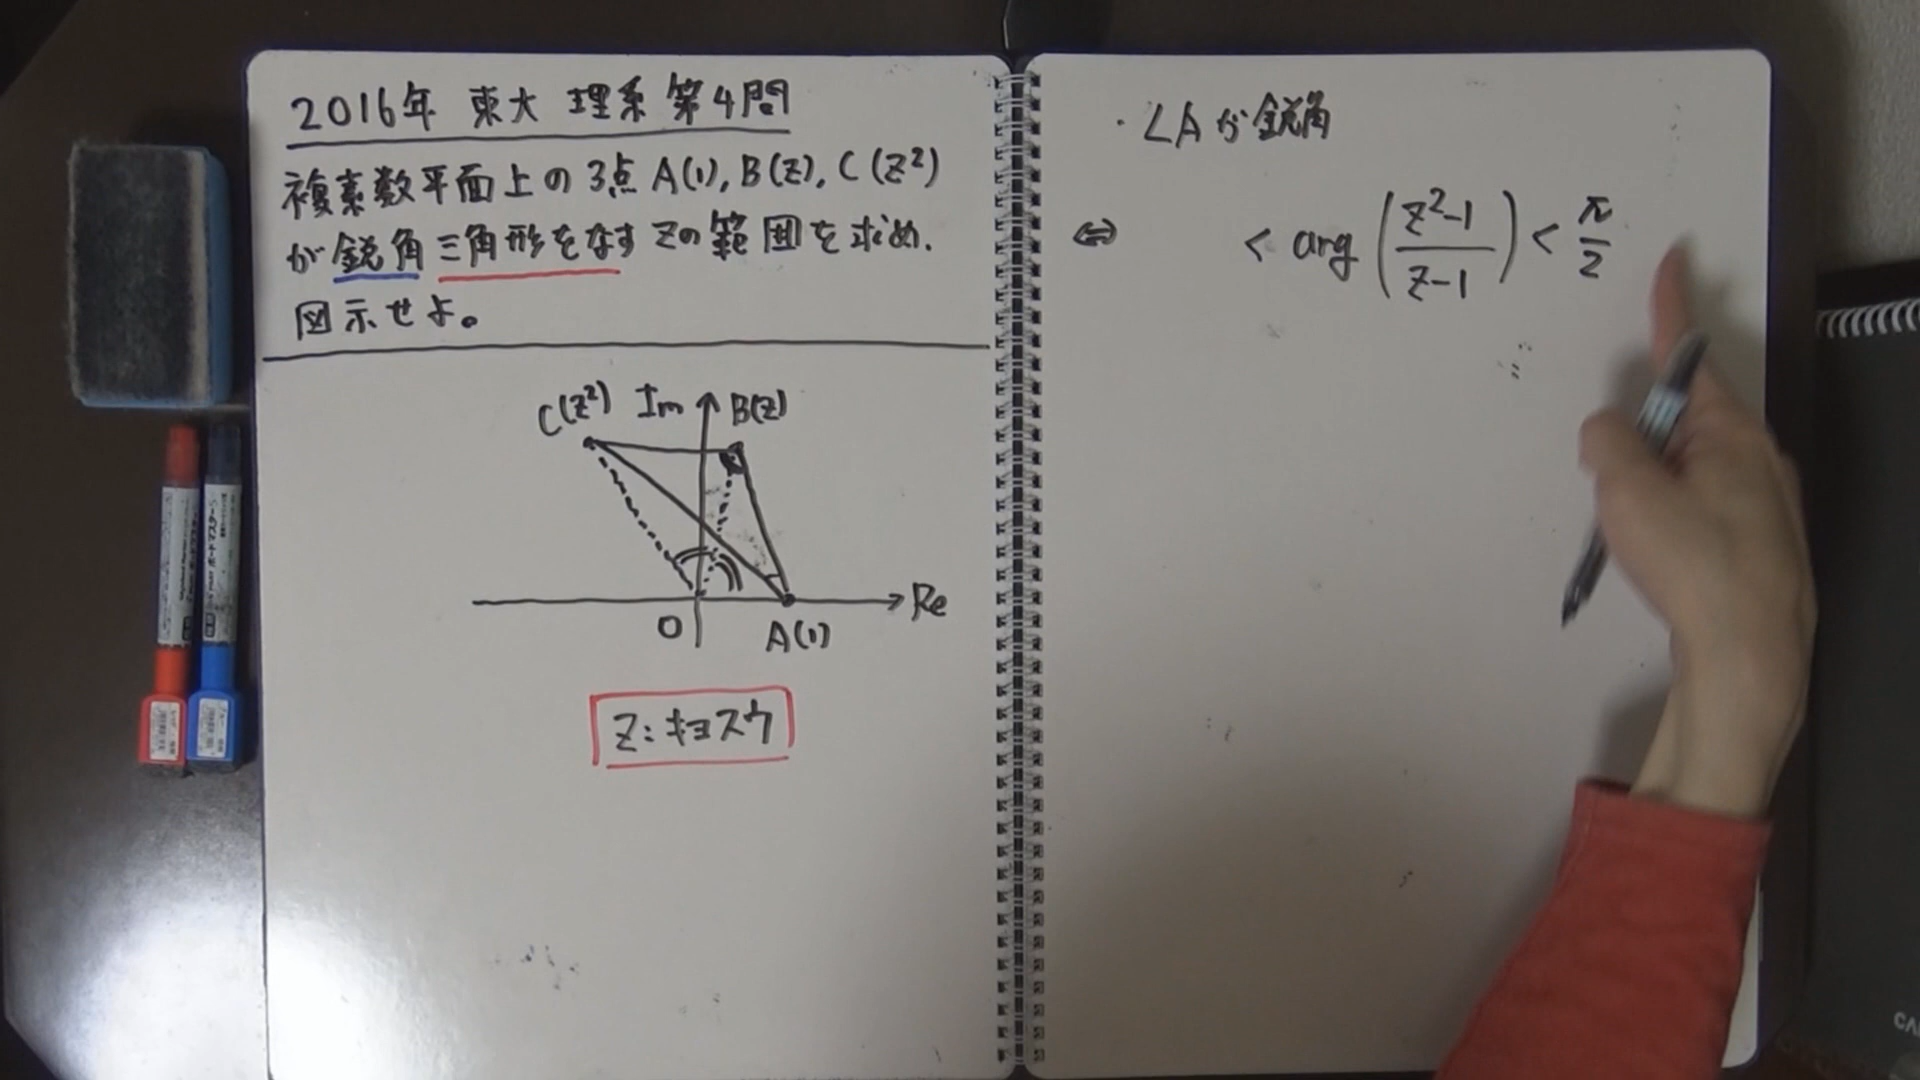 2016年 東大 理系 第4問
複素数平面上の3点 A(1), B(z), C(z²)
が鋭角三角形をなすzの範囲を求め、
図示せよ。
C(z²) Im B(z)
Re
O A(1)
z:キョスウ
・∠Aが鋭角
⇔ < arg((z²-1)/(z-1)) < π/2